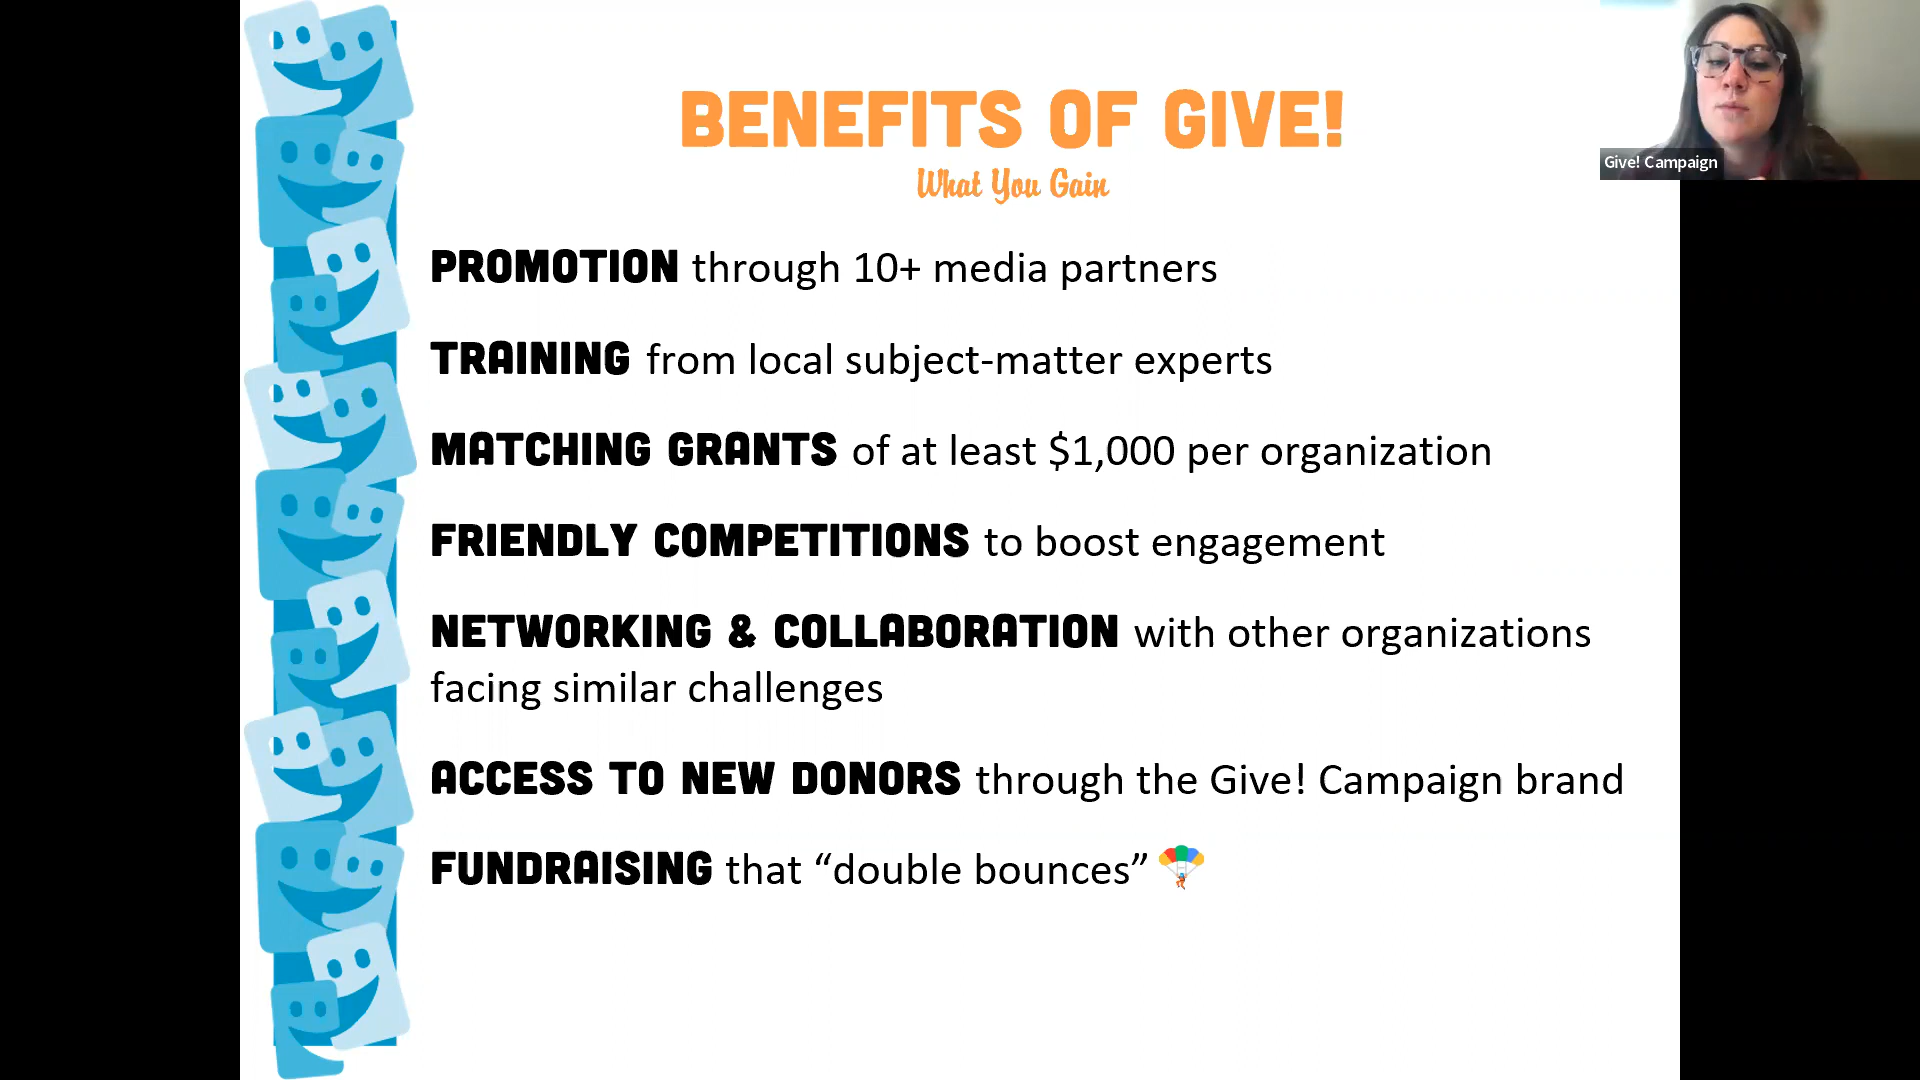 BENEFITS OF GIVE!
What You Gain
Give! Campaign
PROMOTION through 10+ media partners
TRAINING from local subject-matter experts
MATCHING GRANTS of at least $1,000 per organization
FRIENDLY COMPETITIONS to boost engagement
NETWORKING & COLLABORATION with other organizations
facing similar challenges
ACCESS TO NEW DONORS through the Give! Campaign brand
FUNDRAISING that “double bounces” 🪂